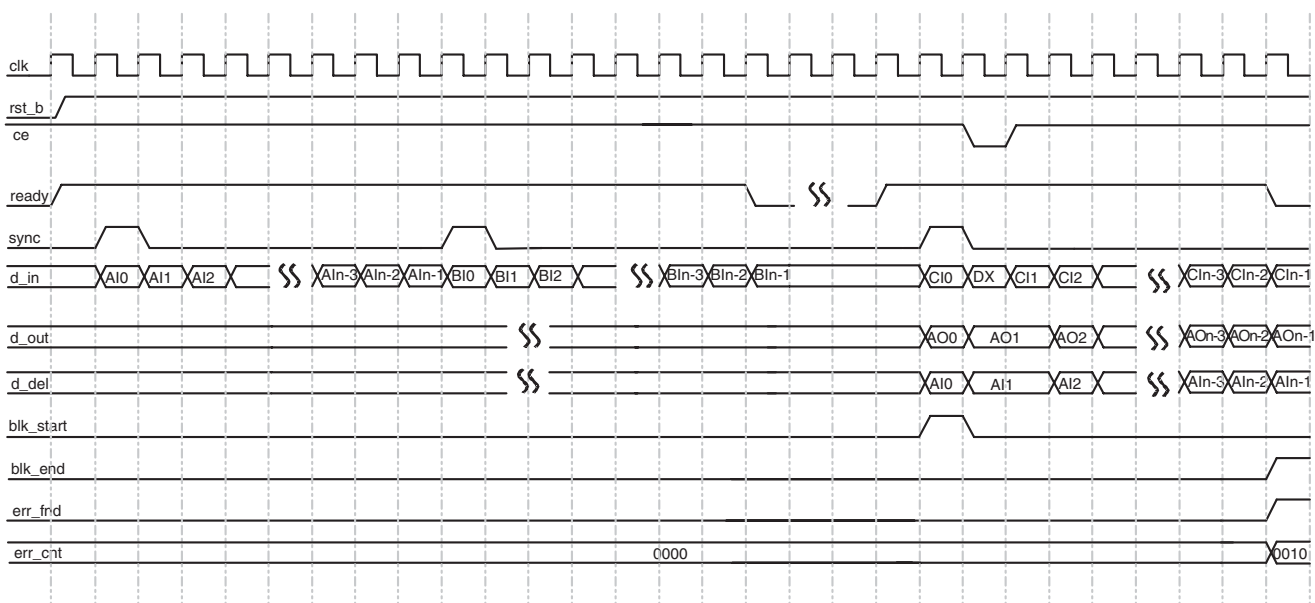 clk
rst_b
ce
ready
sync
d_in AI0 AI1 AI2 AIn-3 AIn-2 AIn-1 BI0 BI1 BI2 BIn-3 BIn-2 BIn-1 CI0 DX CI1 CI2 CIn-3 CIn-2 CIn-1
d_out AO0 AO1 AO2 AOn-3 AOn-2 AOn-1
d_del AI0 AI1 AI2 AIn-3 AIn-2 AIn-1
blk_start
blk_end
err_fnd
err_cnt 0000 0010